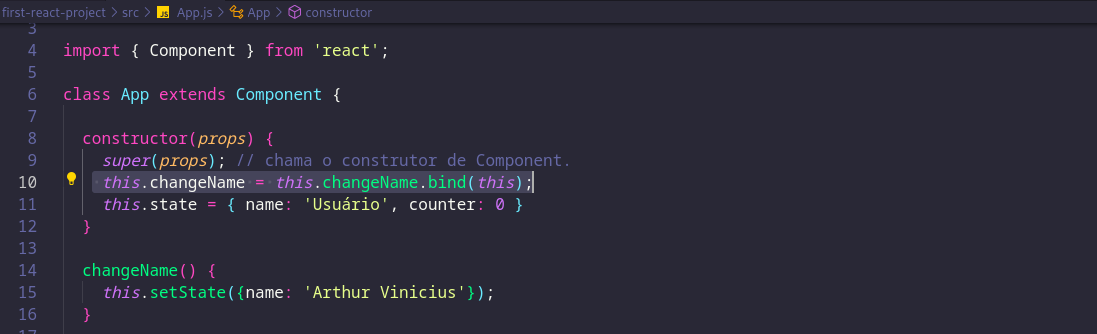 first-react-project > src > JS App.js > App > constructor
3
4 import { Component } from 'react';
5
6 class App extends Component {
7
8 constructor(props) {
9 super(props); // chama o construtor de Component.
10 this.changeName = this.changeName.bind(this);
11 this.state = { name: 'Usuário', counter: 0 }
12 }
13
14 changeName() {
15 this.setState({name: 'Arthur Vinicius'});
16 }
17